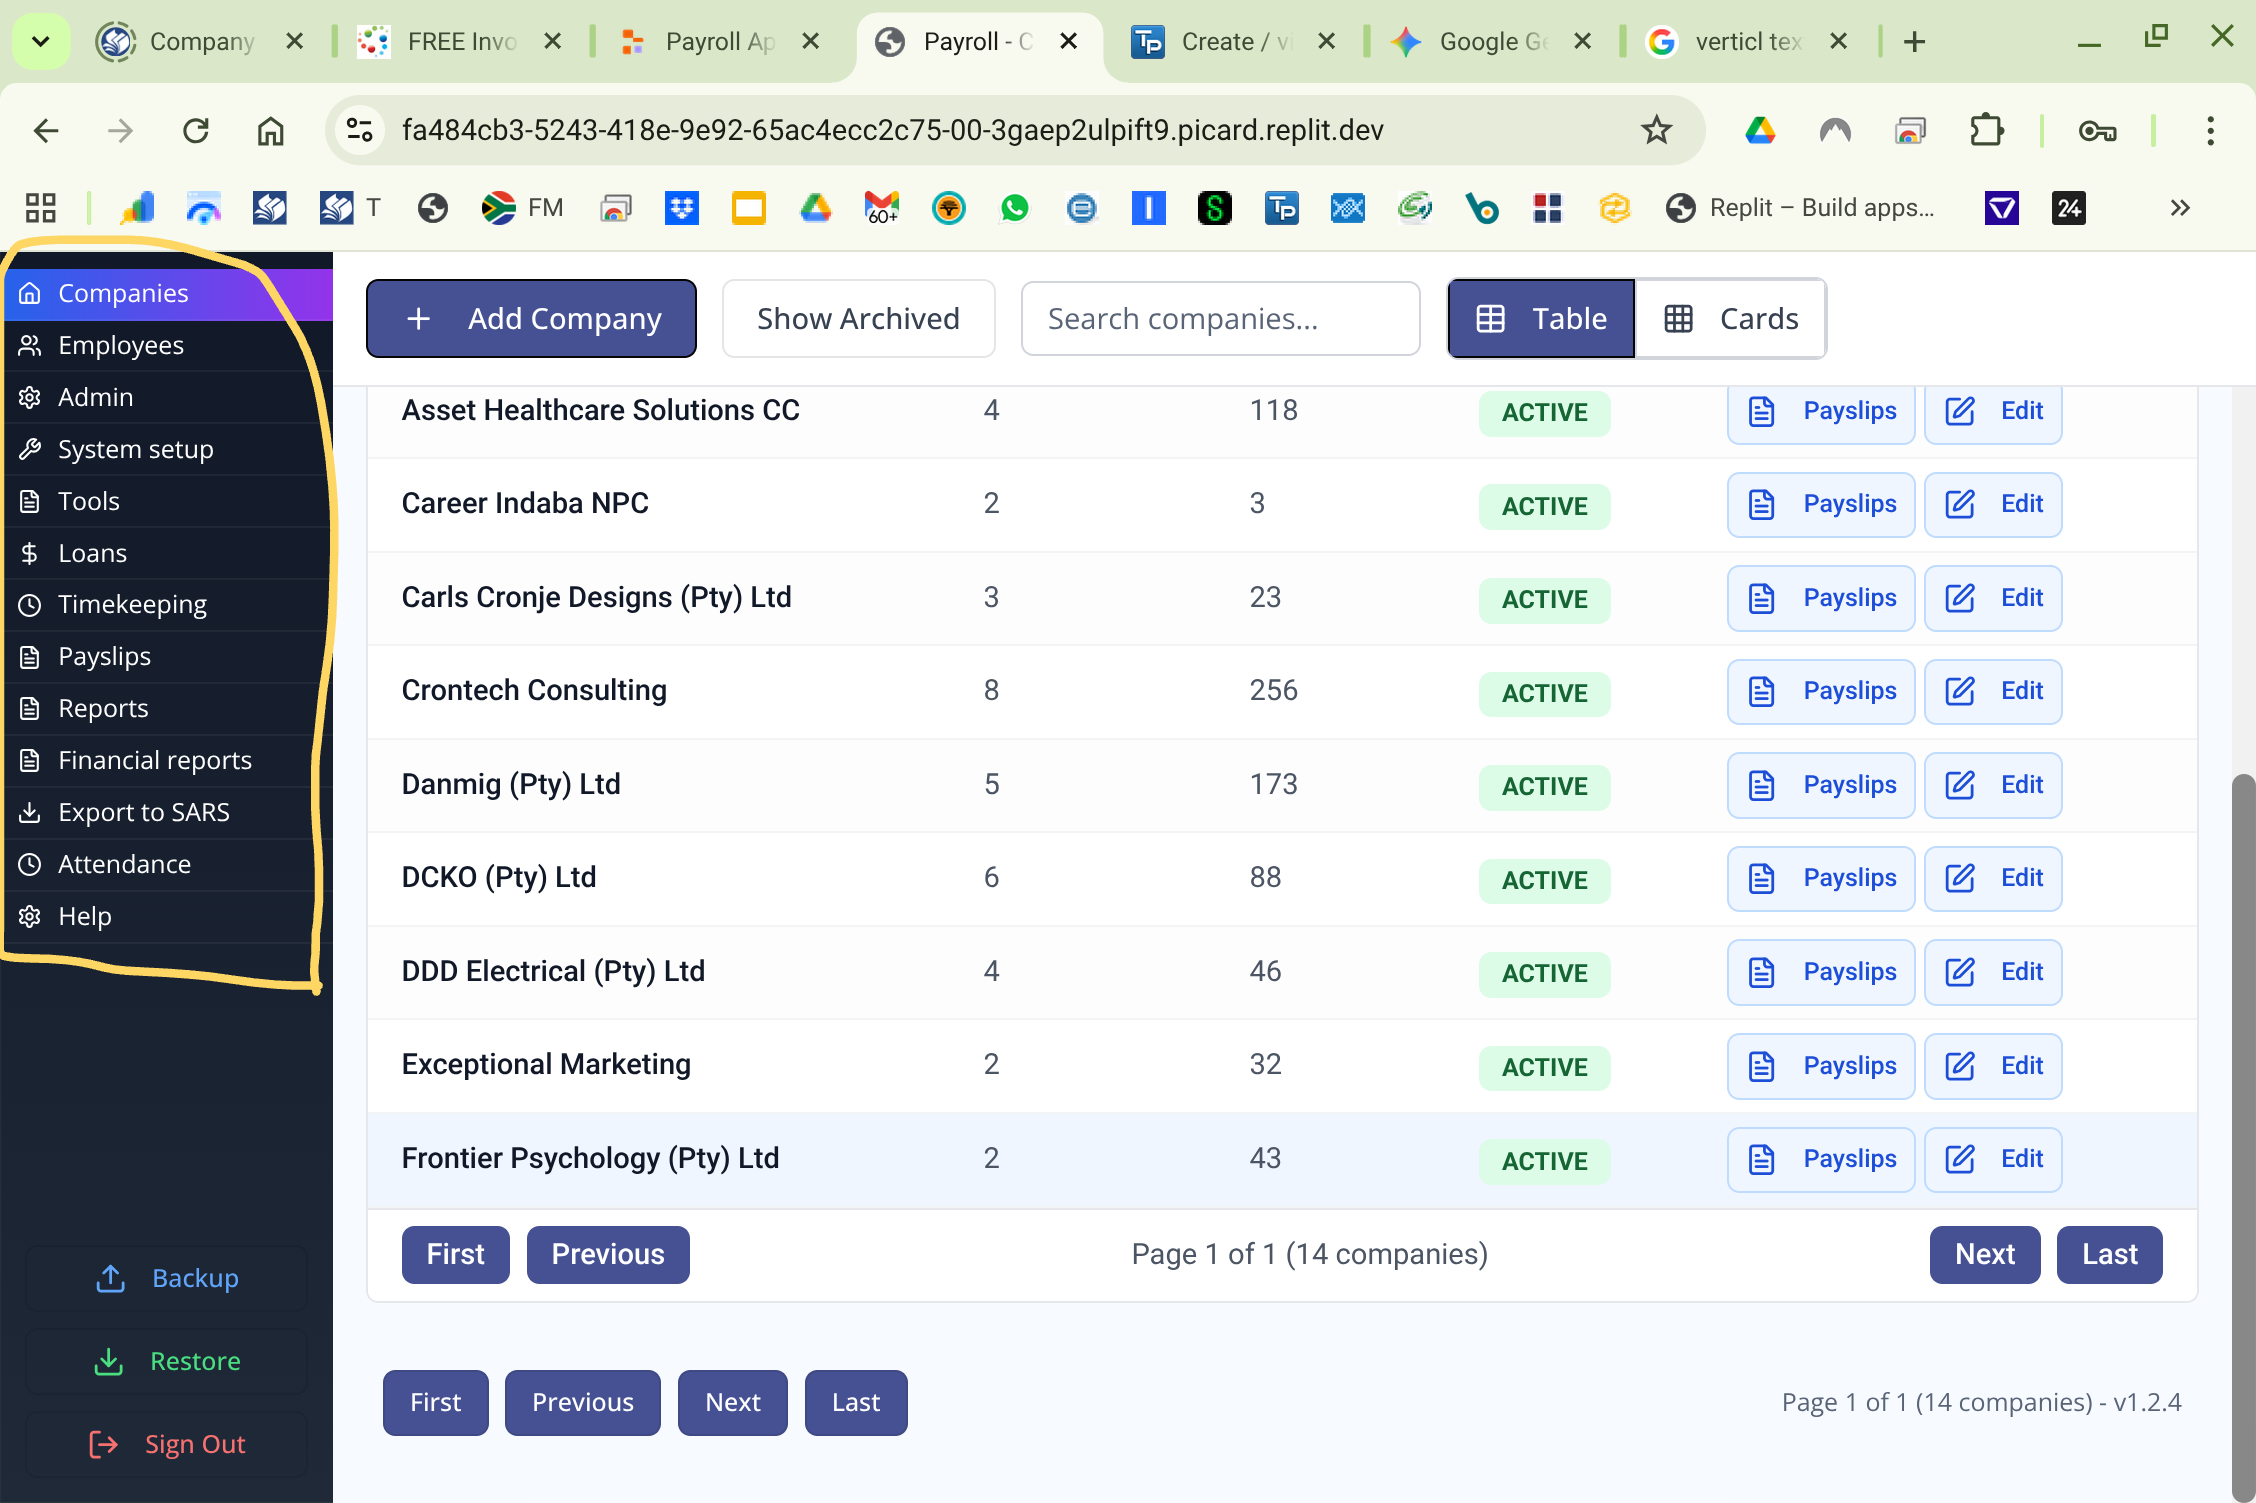 Company
FREE Invo
Payroll Ap
Payroll - C
Create / vi
Google Ge
verticl tex
fa484cb3-5243-418e-9e92-65ac4ecc2c75-00-3gaep2ulpift9.picard.replit.dev
T
FM
60+
TP
Replit – Build apps...
24
Companies
Employees
Admin
System setup
Tools
Loans
Timekeeping
Payslips
Reports
Financial reports
Export to SARS
Attendance
Help
Backup
Restore
Sign Out
Add Company Show Archived Search companies... Table Cards
Asset Healthcare Solutions CC 4 118 ACTIVE Payslips Edit
Career Indaba NPC 2 3 ACTIVE Payslips Edit
Carls Cronje Designs (Pty) Ltd 3 23 ACTIVE Payslips Edit
Crontech Consulting 8 256 ACTIVE Payslips Edit
Danmig (Pty) Ltd 5 173 ACTIVE Payslips Edit
DCKO (Pty) Ltd 6 88 ACTIVE Payslips Edit
DDD Electrical (Pty) Ltd 4 46 ACTIVE Payslips Edit
Exceptional Marketing 2 32 ACTIVE Payslips Edit
Frontier Psychology (Pty) Ltd 2 43 ACTIVE Payslips Edit
First Previous Page 1 of 1 (14 companies) Next Last
First Previous Next Last Page 1 of 1 (14 companies) - v1.2.4